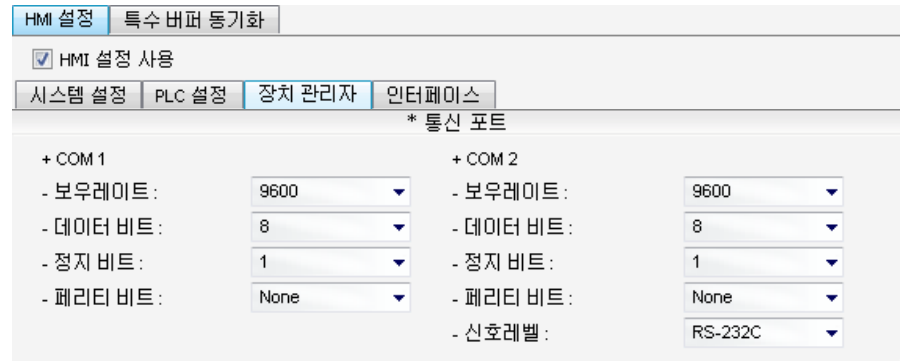 HMI 설정 특수 버퍼 동기화
HMI 설정 사용
시스템 설정 PLC 설정 장치 관리자 인터페이스
* 통신 포트
+ COM 1 + COM 2
- 보우레이트 : 9600 - 보우레이트 : 9600
- 데이터 비트 : 8 - 데이터 비트 : 8
- 정지 비트 : 1 - 정지 비트 : 1
- 페리티 비트 : None - 페리티 비트 : None
- 신호레벨 : RS-232C